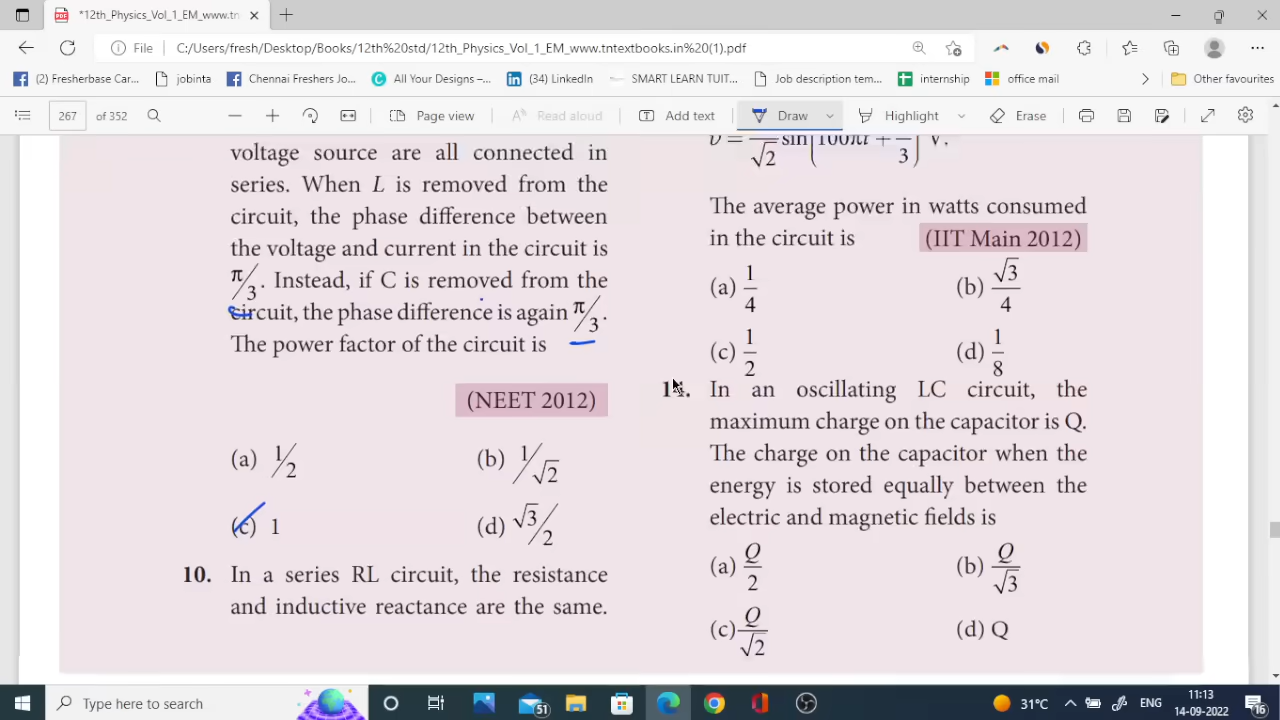 *12th_Physics_Vol_1_EM_www.tn
File
C:/Users/fresh/Desktop/Books/12th%20std/12th_Physics_Vol_1_EM_www.tntextbooks.in%20(1).pdf
(2) Fresherbase Car...
jobinta
Chennai Freshers Jo...
All Your Designs –...
(34) LinkedIn
SMART LEARN TUIT...
Job description tem...
internship
office mail
Other favourites
267 of 352
Page view
Read aloud
Add text
Draw
Highlight
Erase
voltage source are all connected in
series. When L is removed from the
circuit, the phase difference between
the voltage and current in the circuit is
π/3. Instead, if C is removed from the
circuit, the phase difference is again π/3.
The power factor of the circuit is
(NEET 2012)
(a) 1/2
(b) 1/√2
(c) 1
(d) √3/2
10. In a series RL circuit, the resistance
and inductive reactance are the same.
υ = /√2 sin(100πt + /3) V.
The average power in watts consumed
in the circuit is (IIT Main 2012)
(a) 1/4
(b) √3/4
(c) 1/2
(d) 1/8
In an oscillating LC circuit, the
maximum charge on the capacitor is Q.
The charge on the capacitor when the
energy is stored equally between the
electric and magnetic fields is
(a) Q/2
(b) Q/√3
(c) Q/√2
(d) Q
Type here to search
51
31°C
ENG
11:13
14-09-2022
16